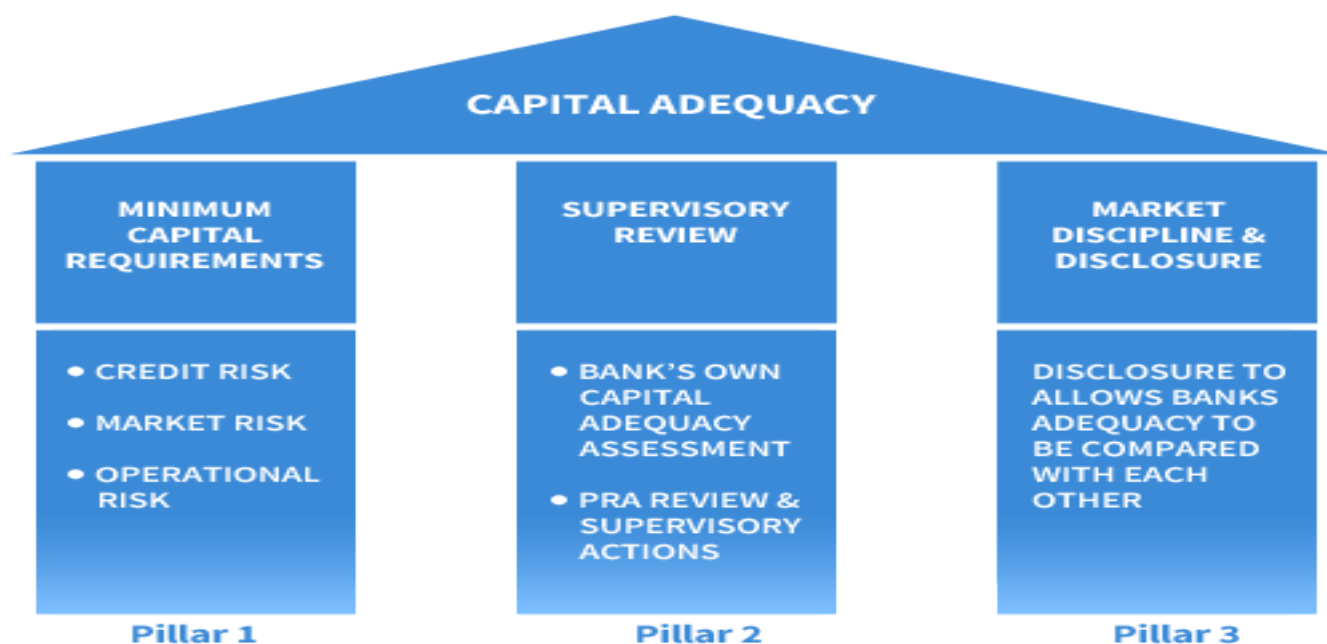 CAPITAL ADEQUACY
MINIMUM
CAPITAL
REQUIREMENTS
• CREDIT RISK
• MARKET RISK
• OPERATIONAL
RISK
Pillar 1
SUPERVISORY
REVIEW
• BANK'S OWN
CAPITAL
ADEQUACY
ASSESSMENT
• PRA REVIEW &
SUPERVISORY
ACTIONS
Pillar 2
MARKET
DISCIPLINE &
DISCLOSURE
DISCLOSURE TO
ALLOWS BANKS
ADEQUACY TO
BE COMPARED
WITH EACH
OTHER
Pillar 3